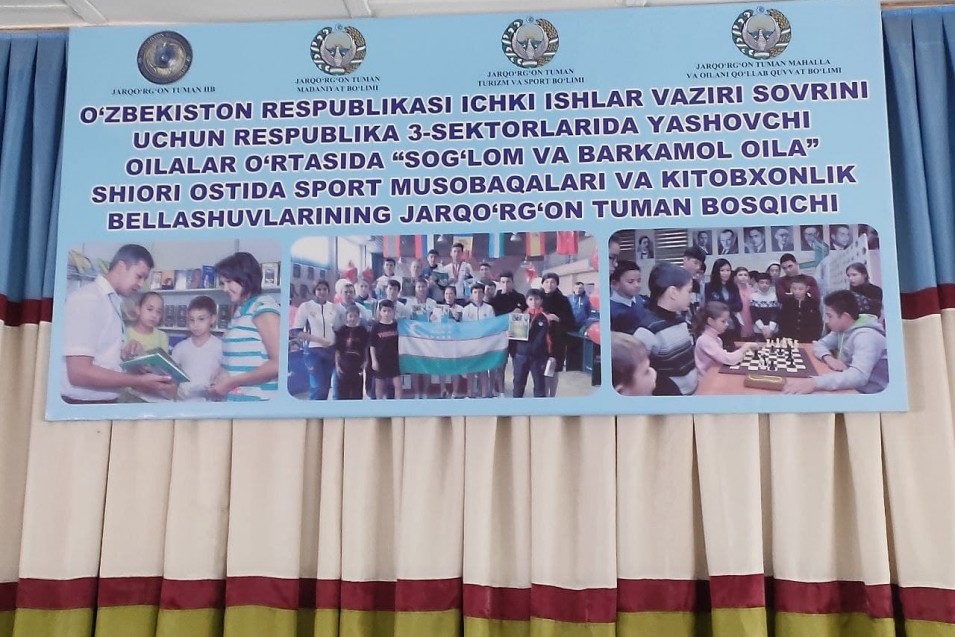 JARQO‘RG‘ON TUMAN IIB
JARQO‘RG‘ON TUMAN
MADANIYAT BO‘LIMI
JARQO‘RG‘ON TUMAN
TURIZM VA SPORT BO‘LIMI
JARQO‘RG‘ON TUMAN MAHALLA
VA OILANI QO‘LLAB QUVVAT BO‘LIMI
O‘ZBEKISTON RESPUBLIKASI ICHKI ISHLAR VAZIRI SOVRINI
UCHUN RESPUBLIKA 3-SEKTORLARIDA YASHOVCHI
OILALAR O‘RTASIDA “SOG‘LOM VA BARKAMOL OILA”
SHIORI OSTIDA SPORT MUSOBAQALARI VA KITOBXONLIK
BELLASHUVLARINING JARQO‘RG‘ON TUMAN BOSQICHI